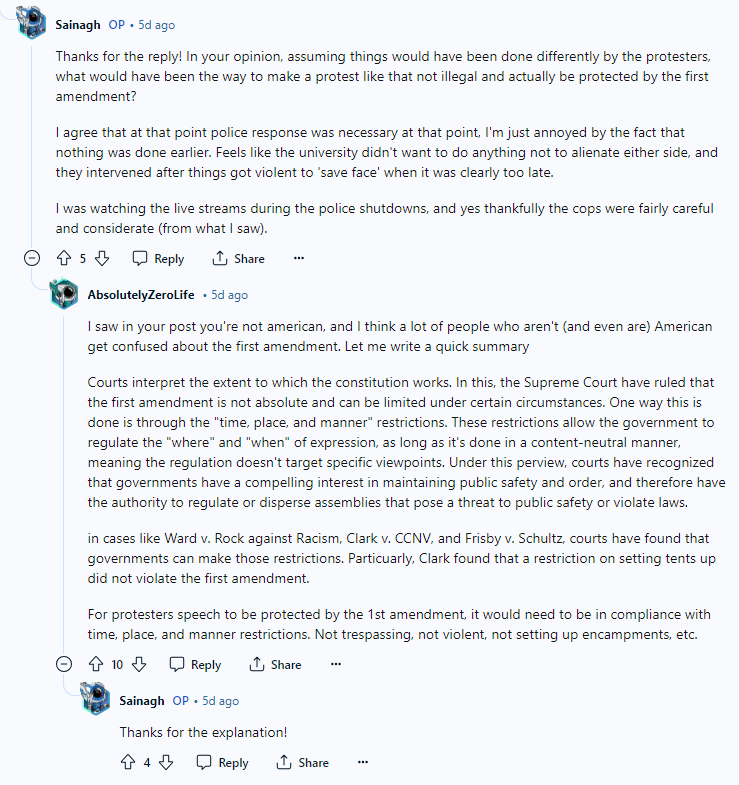 Sainagh OP • 5d ago
Thanks for the reply! In your opinion, assuming things would have been done differently by the protesters,
what would have been the way to make a protest like that not illegal and actually be protected by the first
amendment?
I agree that at that point police response was necessary at that point, I'm just annoyed by the fact that
nothing was done earlier. Feels like the university didn't want to do anything not to alienate either side, and
they intervened after things got violent to 'save face' when it was clearly too late.
I was watching the live streams during the police shutdowns, and yes thankfully the cops were fairly careful
and considerate (from what I saw).
5 Reply Share ...
AbsolutelyZeroLife • 5d ago
I saw in your post you're not american, and I think a lot of people who aren't (and even are) American
get confused about the first amendment. Let me write a quick summary
Courts interpret the extent to which the constitution works. In this, the Supreme Court have ruled that
the first amendment is not absolute and can be limited under certain circumstances. One way this is
done is through the "time, place, and manner" restrictions. These restrictions allow the government to
regulate the "where" and "when" of expression, as long as it's done in a content-neutral manner,
meaning the regulation doesn't target specific viewpoints. Under this perview, courts have recognized
that governments have a compelling interest in maintaining public safety and order, and therefore have
the authority to regulate or disperse assemblies that pose a threat to public safety or violate laws.
in cases like Ward v. Rock against Racism, Clark v. CCNV, and Frisby v. Schultz, courts have found that
governments can make those restrictions. Particuarly, Clark found that a restriction on setting tents up
did not violate the first amendment.
For protesters speech to be protected by the 1st amendment, it would need to be in compliance with
time, place, and manner restrictions. Not trespassing, not violent, not setting up encampments, etc.
10 Reply Share ...
Sainagh OP • 5d ago
Thanks for the explanation!
4 Reply Share ...